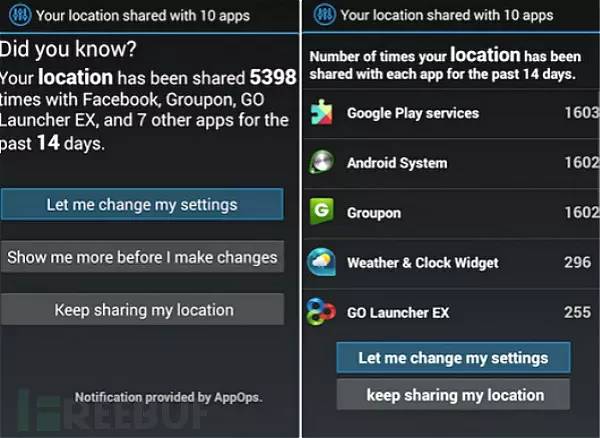 Your location shared with 10 apps
Did you know?
Your location has been shared 5398
times with Facebook, Groupon, GO
Launcher EX, and 7 other apps for the
past 14 days.
Let me change my settings
Show me more before I make changes
Keep sharing my location
Notification provided by AppOps.
FREEBUF
Your location shared with 10 apps
Number of times your location has been
shared with each app for the past 14 days.
Google Play services 1603
Android System 1602
Groupon 1602
Weather & Clock Widget 296
GO Launcher EX 255
Let me change my settings
keep sharing my location